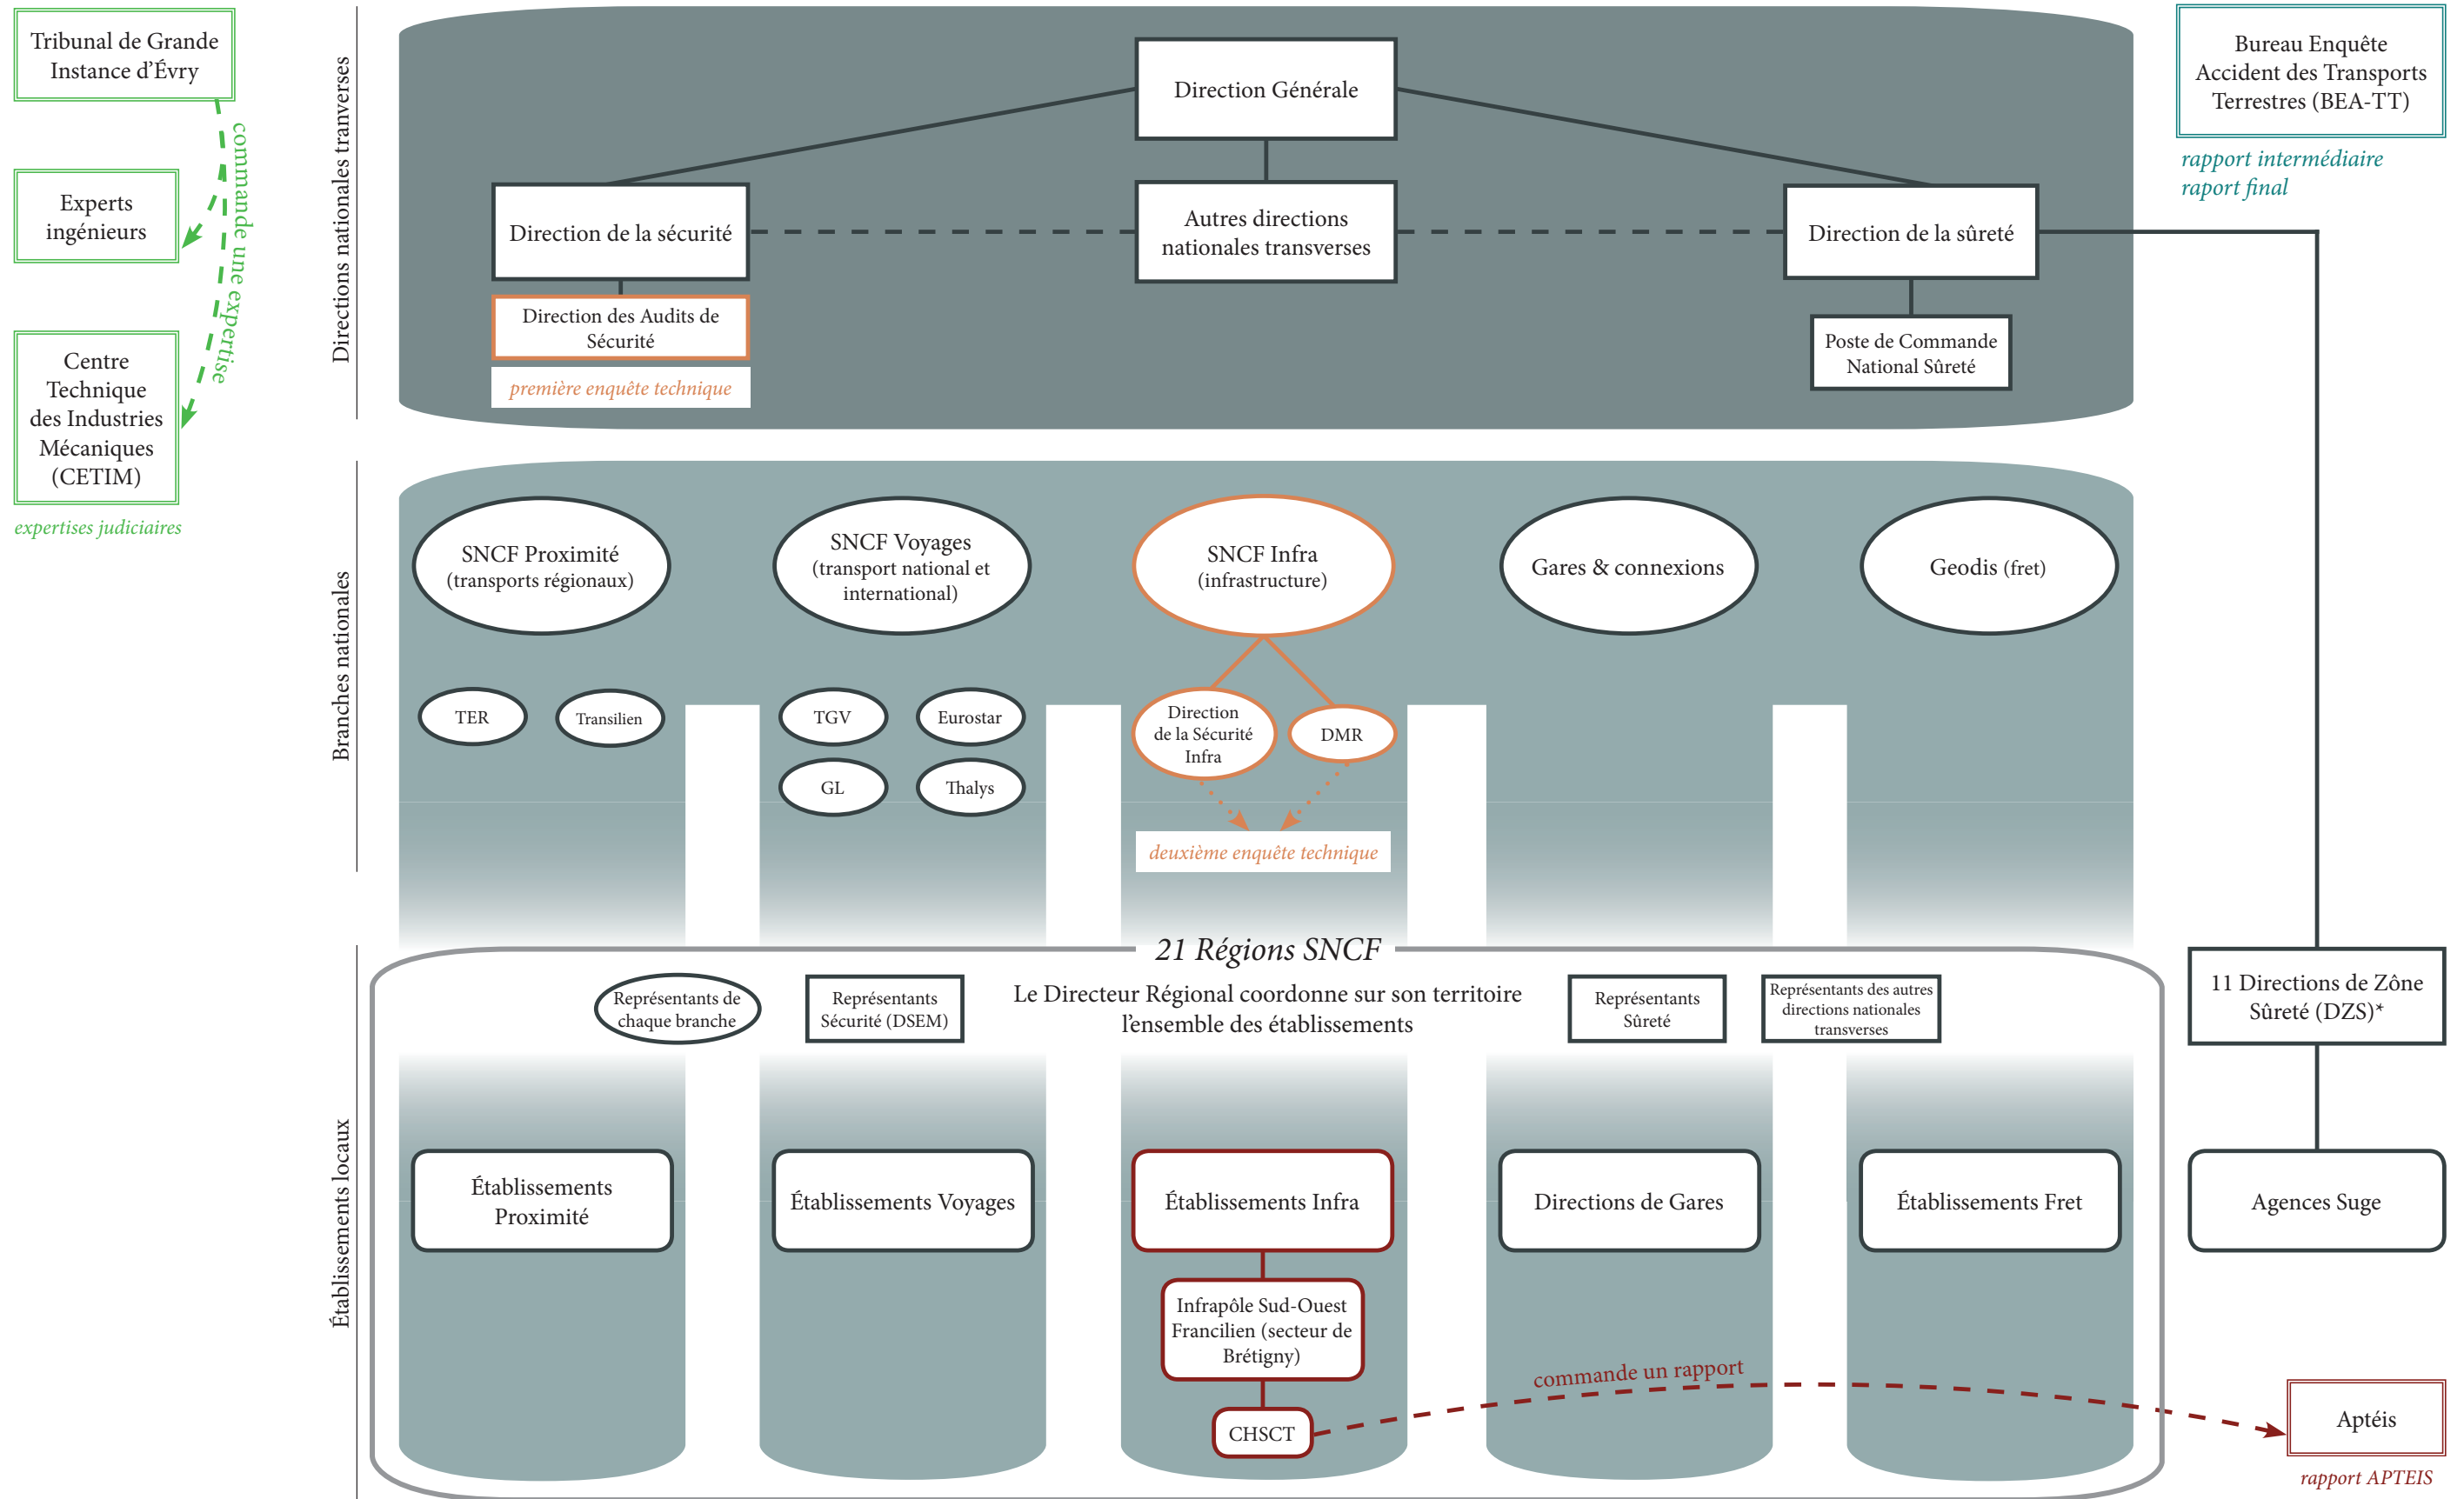 Tribunal de Grande
Instance d'Évry
commande une expertise
Experts
ingénieurs
Centre
Technique
des Industries
Mécaniques
(CETIM)
expertises judiciaires
Directions nationales tranverses
Direction Générale
Direction de la sécurité
Autres directions
nationales transverses
Direction de la sûreté
Direction des Audits de
Sécurité
première enquête technique
Poste de Commande
National Sûreté
Bureau Enquête
Accident des Transports
Terrestres (BEA-TT)
rapport intermédiaire
raport final
Branches nationales
SNCF Proximité
(transports régionaux)
SNCF Voyages
(transport national et
international)
SNCF Infra
(infrastructure)
Gares & connexions
Geodis (fret)
TER
Transilien
TGV
Eurostar
GL
Thalys
Direction
de la Sécurité
Infra
DMR
deuxième enquête technique
Établissements locaux
21 Régions SNCF
Représentants de
chaque branche
Représentants
Sécurité (DSEM)
Le Directeur Régional coordonne sur son territoire
l'ensemble des établissements
Représentants
Sûreté
Représentants des autres
directions nationales
transverses
11 Directions de Zône
Sûreté (DZS)*
Établissements
Proximité
Établissements Voyages
Établissements Infra
Directions de Gares
Établissements Fret
Agences Suge
Infrapôle Sud-Ouest
Francilien (secteur de
Brétigny)
CHSCT
commande un rapport
Aptéis
rapport APTEIS